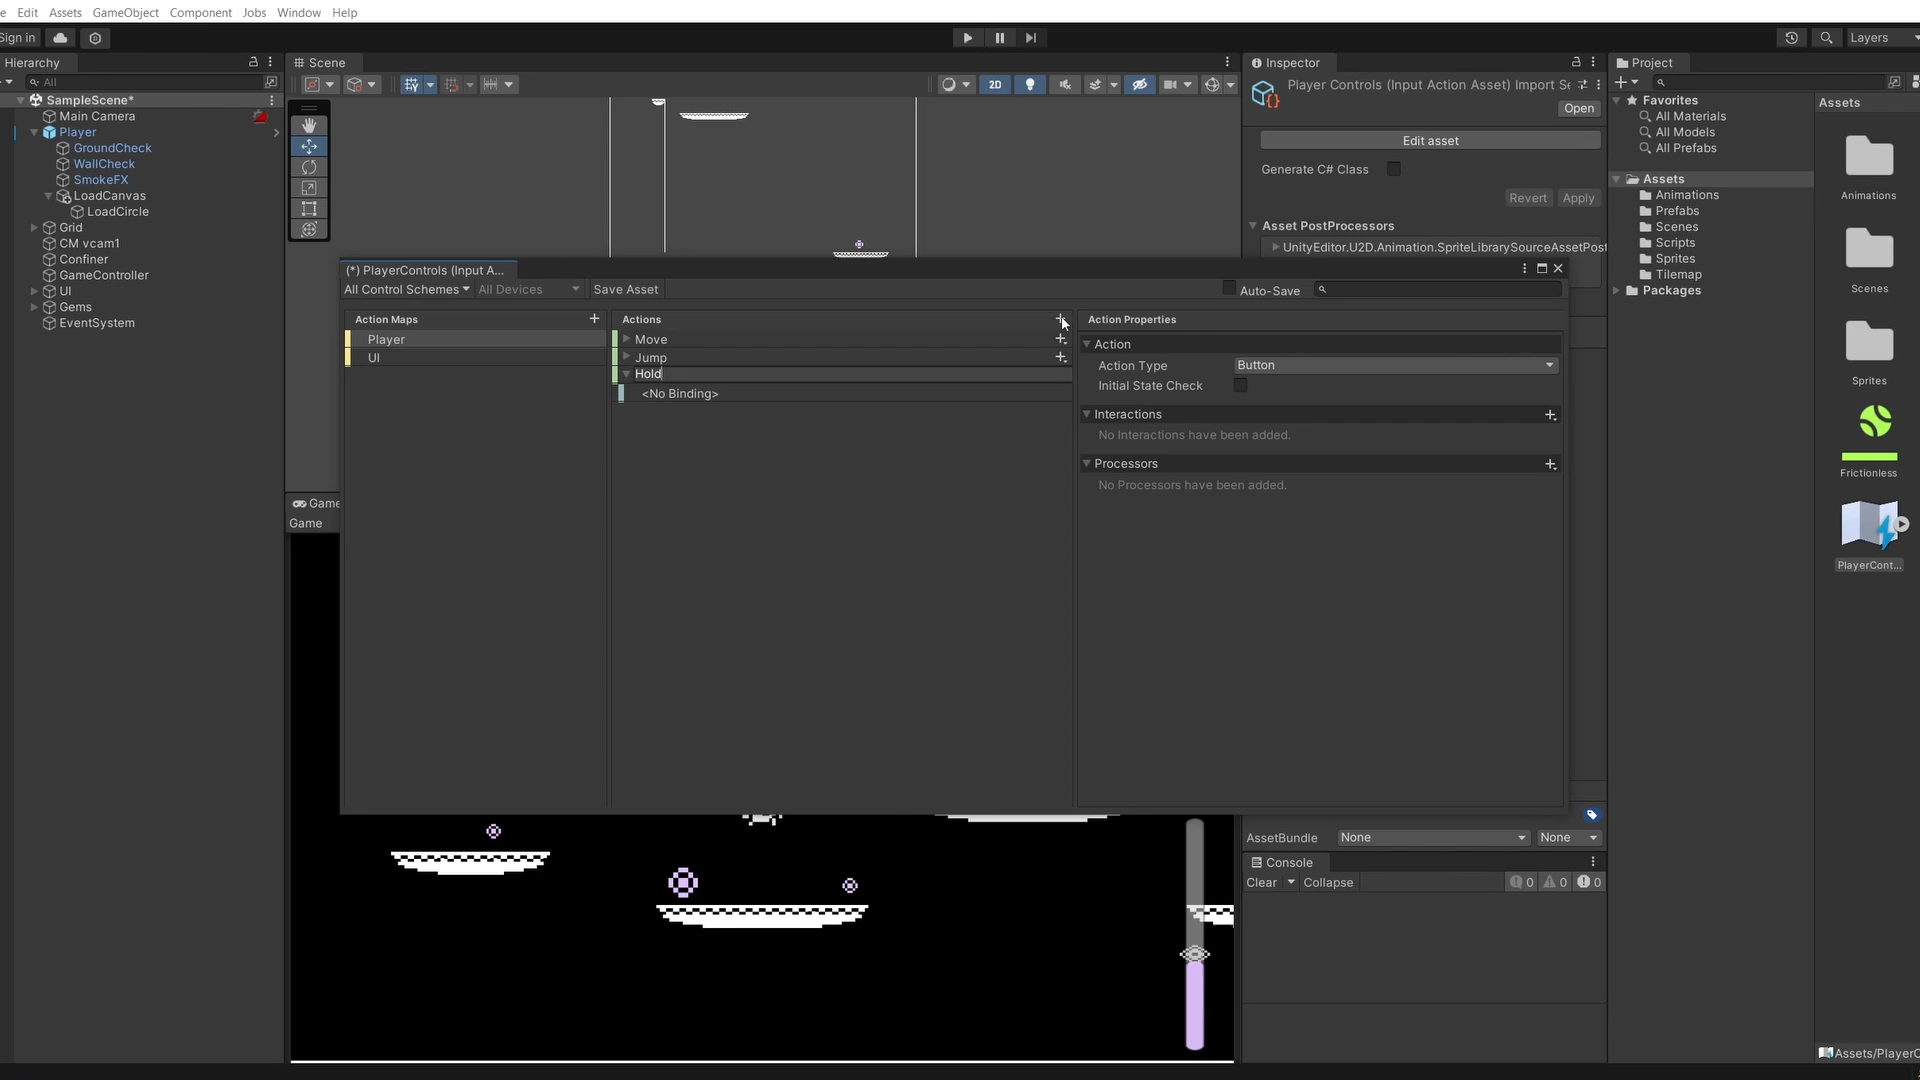 e Edit Assets GameObject Component Jobs Window Help
Sign in
Layers
Hierarchy
All
SampleScene*
Main Camera
Player
GroundCheck
WallCheck
SmokeFX
LoadCanvas
LoadCircle
Grid
CM vcam1
Confiner
GameController
UI
Gems
EventSystem
Scene
2D
Game
Game
(*) PlayerControls (Input A...
All Control Schemes All Devices Save Asset
Auto-Save
Action Maps
Player
UI
Actions
Move
Jump
Hold
<No Binding>
Action Properties
Action
Action Type Button
Initial State Check
Interactions
No Interactions have been added.
Processors
No Processors have been added.
Inspector
Player Controls (Input Action Asset) Import Se
Open
Edit asset
Generate C# Class
Revert Apply
Asset PostProcessors
UnityEditor.U2D.Animation.SpriteLibrarySourceAssetPost
AssetBundle None None
Console
Clear Collapse 0 0 0
Project
Favorites
All Materials
All Models
All Prefabs
Assets
Animations
Prefabs
Scenes
Scripts
Sprites
Tilemap
Packages
Assets
Animations
Scenes
Sprites
Frictionless
PlayerCont...
Assets/PlayerC